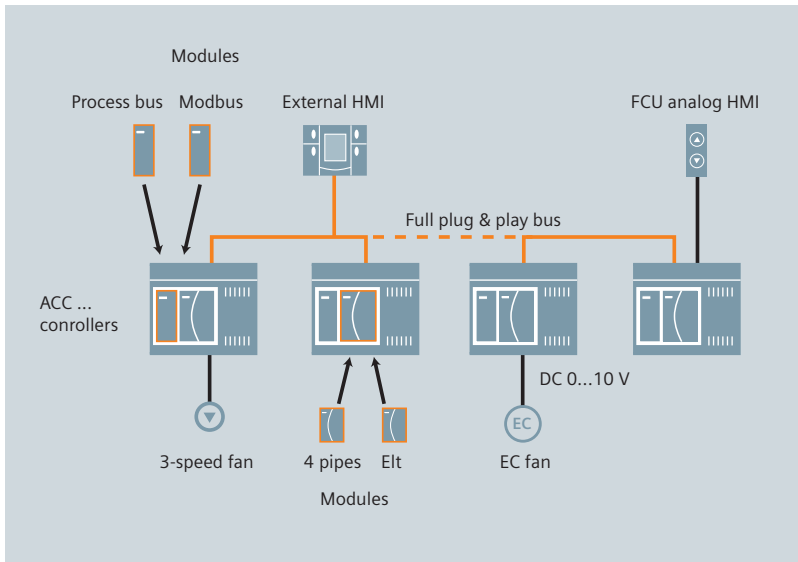 Modules
Process bus
Modbus
External HMI
FCU analog HMI
Full plug & play bus
ACC ...
conrollers
DC 0...10 V
EC
3-speed fan
4 pipes
Elt
EC fan
Modules